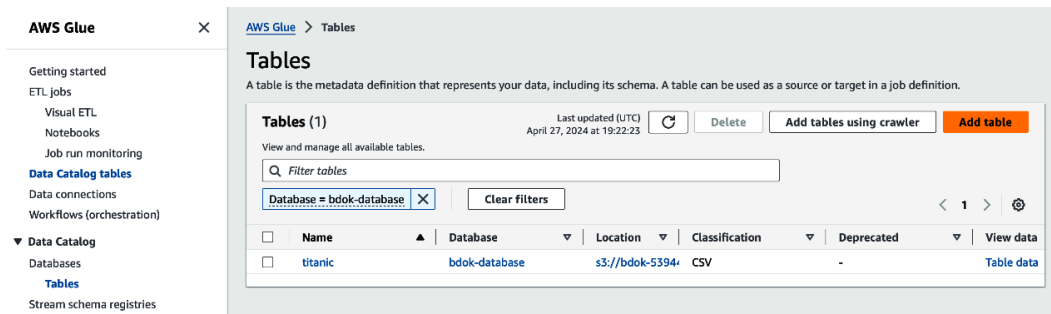 AWS Glue
Getting started
ETL jobs
Visual ETL
Notebooks
Job run monitoring
Data Catalog tables
Data connections
Workflows (orchestration)
Data Catalog
Databases
Tables
Stream schema registries
AWS Glue > Tables
Tables
A table is the metadata definition that represents your data, including its schema. A table can be used as a source or target in a job definition.
Tables (1)
Last updated (UTC)
April 27, 2024 at 19:22:23
Delete
Add tables using crawler
Add table
View and manage all available tables.
Filter tables
Database = bdok-database
Clear filters
1
Name Database Location Classification Deprecated View data
titanic bdok-database s3://bdok-53944 CSV - Table data